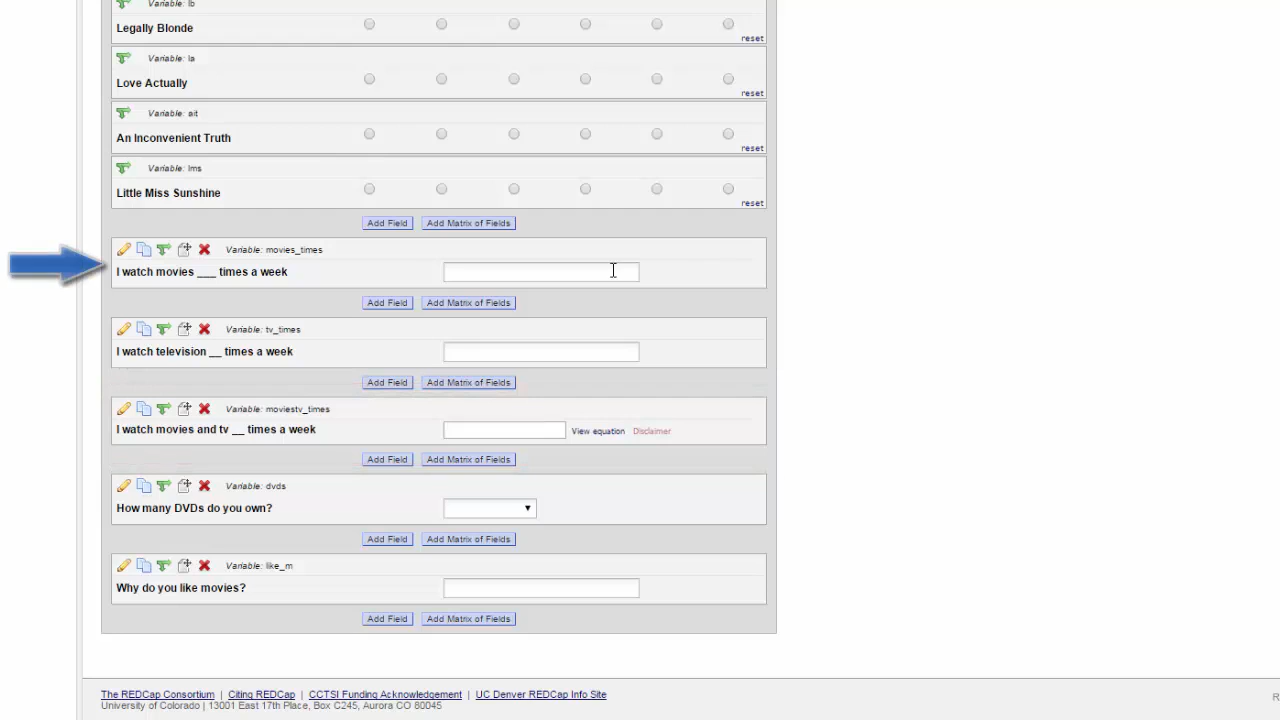 Variable: lb
Legally Blonde
reset
Variable: la
Love Actually
reset
Variable: ait
An Inconvenient Truth
reset
Variable: lms
Little Miss Sunshine
reset
Add Field Add Matrix of Fields
Variable: movies_times
I watch movies ___ times a week
Add Field Add Matrix of Fields
Variable: tv_times
I watch television __ times a week
Add Field Add Matrix of Fields
Variable: moviestv_times
I watch movies and tv __ times a week View equation Disclaimer
Add Field Add Matrix of Fields
Variable: dvds
How many DVDs do you own?
Add Field Add Matrix of Fields
Variable: like_m
Why do you like movies?
Add Field Add Matrix of Fields
The REDCap Consortium | Citing REDCap | CCTSI Funding Acknowledgement | UC Denver REDCap Info Site
University of Colorado | 13001 East 17th Place, Box C245, Aurora CO 80045
R